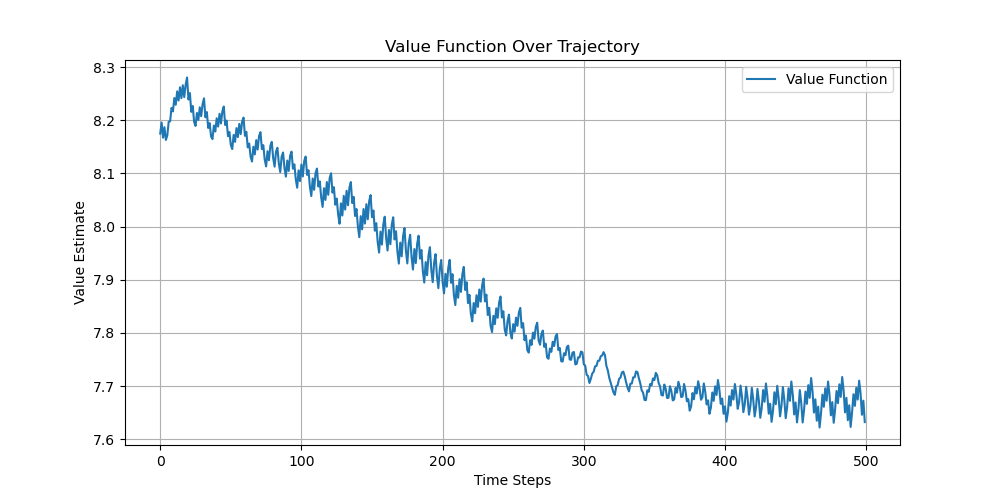 Value Function Over Trajectory
Value Function
Value Estimate
8.3
8.2
8.1
8.0
7.9
7.8
7.7
7.6
0 100 200 300 400 500
Time Steps